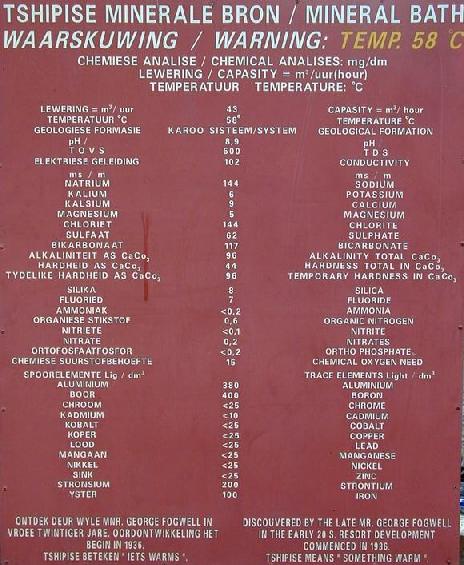 TSHIPISE MINERALE BRON / MINERAL BATH
WAARSKUWING / WARNING: TEMP. 58 °C
CHEMIESE ANALISE / CHEMICAL ANALISES: mg/dm
LEWERING / CAPASITY = m³/uur(hour)
TEMPERATUUR TEMPERATURE: °C
LEWERING = m³/ uur 43 CAPASITY = m³/ hour
TEMPERATUUR °C 58° TEMPERATURE °C
GEOLOGIESE FORMASIE KAROO SISTEEM/SYSTEM GEOLOGICAL FORMATION
pH / 8,9 pH
T O V S 600 T D S
ELEKTRIESE GELEIDING 102 CONDUCTIVITY
ms / m ms / m
NATRIUM 144 SODIUM
KALIUM 6 POTASSIUM
KALSIUM 9 CALCIUM
MAGNESIUM 5 MAGNESIUM
CHLORIET 144 CHLORITE
SULFAAT 62 SULPHATE
BIKARBONAAT 117 BICARBONATE
ALKALINITEIT AS CaCo₃ 96 ALKALINITY TOTAL CaCo₃
HARDHEID AS CaCo₃ 44 HARDNESS TOTAL IN CaCo₃
TYDELIKE HARDHEID AS CaCo₃ 96 TEMPORARY HARDNESS IN CaCo₃
SILIKA 8 SILICA
FLUORIED 7 FLUORIDE
AMMONIAK <0,2 AMMONIA
ORGANIESE STIKSTOF 0,6 ORGANIC NITROGEN
NITRIETE <0,1 NITRITE
NITRATE 0,2 NITRATES
ORTOFOSFAATFOSFOR <0,2 ORTHO PHOSPHATE
CHEMIESE SUURSTOFBEHOEFTE 16 CHEMICAL OXYGEN NEED
SPOORELEMENTE Lig / dm³ TRACE ELEMENTS Light / dm³
ALUMINIUM 380 ALUMINIUM
BOOR 400 BORON
CHROOM <25 CHROME
KADMIUM <10 CADMIUM
KOBALT <25 COBALT
KOPER <25 COPPER
LOOD <25 LEAD
MANGAAN <25 MANGANESE
NIKKEL <25 NICKEL
SINK <25 ZINC
STRONSIUM 200 STRONTIUM
YSTER 100 IRON
ONTDEK DEUR WYLE MNR. GEORGE FOGWELL IN
VROEË TWINTIGER JARE. OORDONTWIKKELING HET
BEGIN IN 1936.
TSHIPISE BETEKEN " IETS WARMS ".
DISCOUVERED BY THE LATE MR. GEORGE FOGWELL
IN THE EARLY 20 S. RESORT DEVELOPMENT
COMMENCED IN 1936.
TSHIPISE MEANS " SOMETHING WARM ".